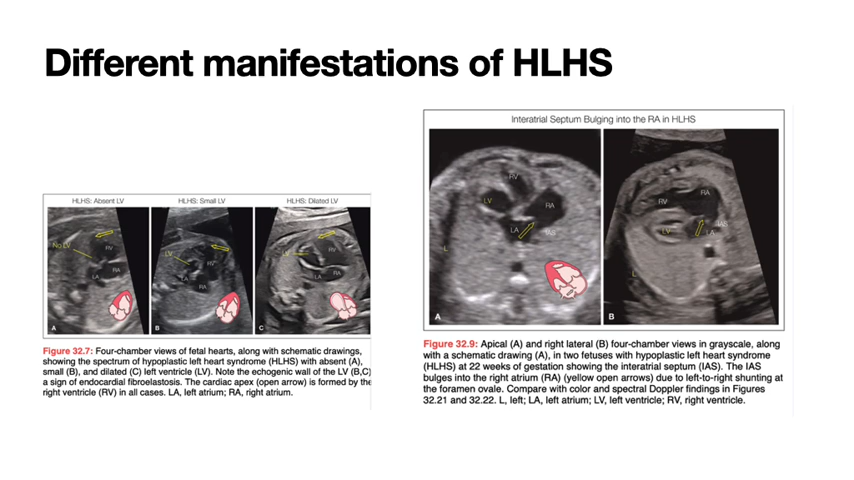 Different manifestations of HLHS
HLHS: Absent LV
HLHS: Small LV
HLHS: Dilated LV
No LV
RV
LA
RA
A
LV
RV
LA
RA
B
LV
RV
LA
RA
C
Figure 32.7: Four-chamber views of fetal hearts, along with schematic drawings,
showing the spectrum of hypoplastic left heart syndrome (HLHS) with absent (A),
small (B), and dilated (C) left ventricle (LV). Note the echogenic wall of the LV (B,C)
a sign of endocardial fibroelastosis. The cardiac apex (open arrow) is formed by the
right ventricle (RV) in all cases. LA, left atrium; RA, right atrium.
Interatrial Septum Bulging into the RA in HLHS
RV
LV
RA
LA
IAS
L
A
RA
RV
IAS
LV
LA
L
B
Figure 32.9: Apical (A) and right lateral (B) four-chamber views in grayscale, along
with a schematic drawing (A), in two fetuses with hypoplastic left heart syndrome
(HLHS) at 22 weeks of gestation showing the interatrial septum (IAS). The IAS
bulges into the right atrium (RA) (yellow open arrows) due to left-to-right shunting at
the foramen ovale. Compare with color and spectral Doppler findings in Figures
32.21 and 32.22. L, left; LA, left atrium; LV, left ventricle; RV, right ventricle.